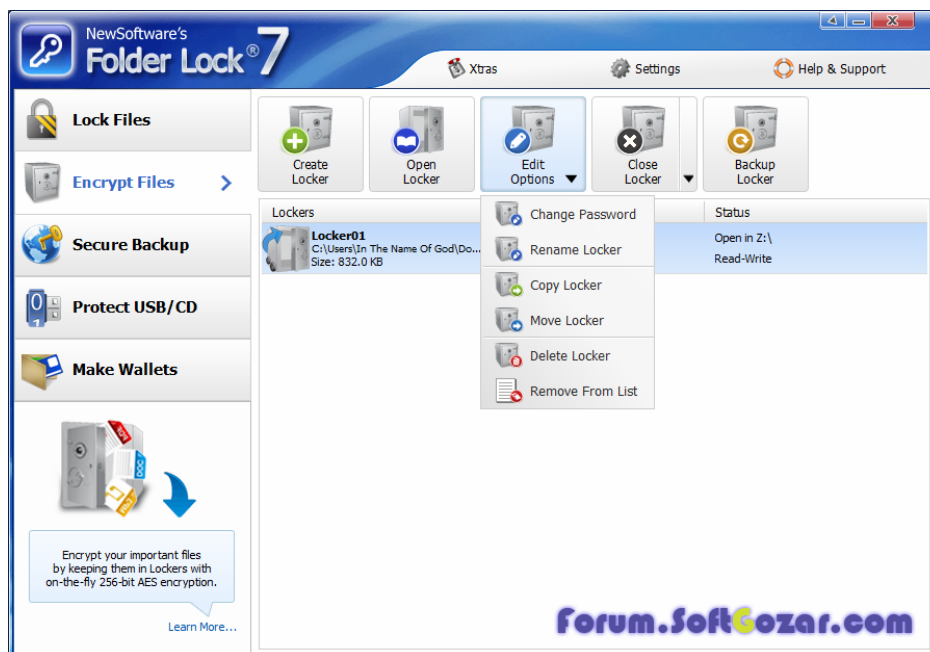 NewSoftware's
Folder Lock® 7
Xtras
Settings
Help & Support
Lock Files
Encrypt Files
Secure Backup
Protect USB/CD
Make Wallets
Create
Locker
Open
Locker
Edit
Options
Close
Locker
Backup
Locker
Lockers
Status
Locker01
C:\Users\In The Name Of God\Do...
Size: 832.0 KB
Open in Z:\
Read-Write
Change Password
Rename Locker
Copy Locker
Move Locker
Delete Locker
Remove From List
Encrypt your important files
by keeping them in Lockers with
on-the-fly 256-bit AES encryption.
Learn More...
Forum.SoftGozar.com